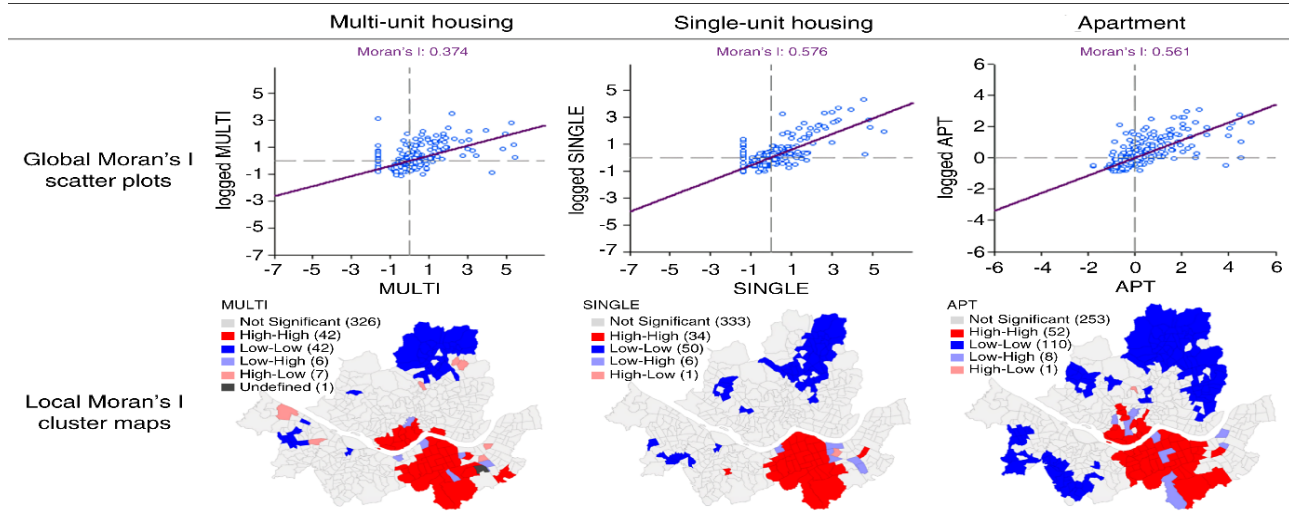 Multi-unit housing
Single-unit housing
Apartment
Global Moran's I
scatter plots
Moran's I: 0.374
logged MULTI
5
3
1
-1
-3
-5
-7
-7 -5 -3 -1 1 3 5
MULTI
Moran's I: 0.576
logged SINGLE
5
3
1
-1
-3
-5
-7
-7 -5 -3 -1 1 3 5
SINGLE
Moran's I: 0.561
logged APT
6
4
2
0
-2
-4
-6
-6 -4 -2 0 2 4 6
APT
Local Moran's I
cluster maps
MULTI
Not Significant (326)
High-High (42)
Low-Low (42)
Low-High (6)
High-Low (7)
Undefined (1)
SINGLE
Not Significant (333)
High-High (34)
Low-Low (50)
Low-High (6)
High-Low (1)
APT
Not Significant (253)
High-High (52)
Low-Low (110)
Low-High (8)
High-Low (1)